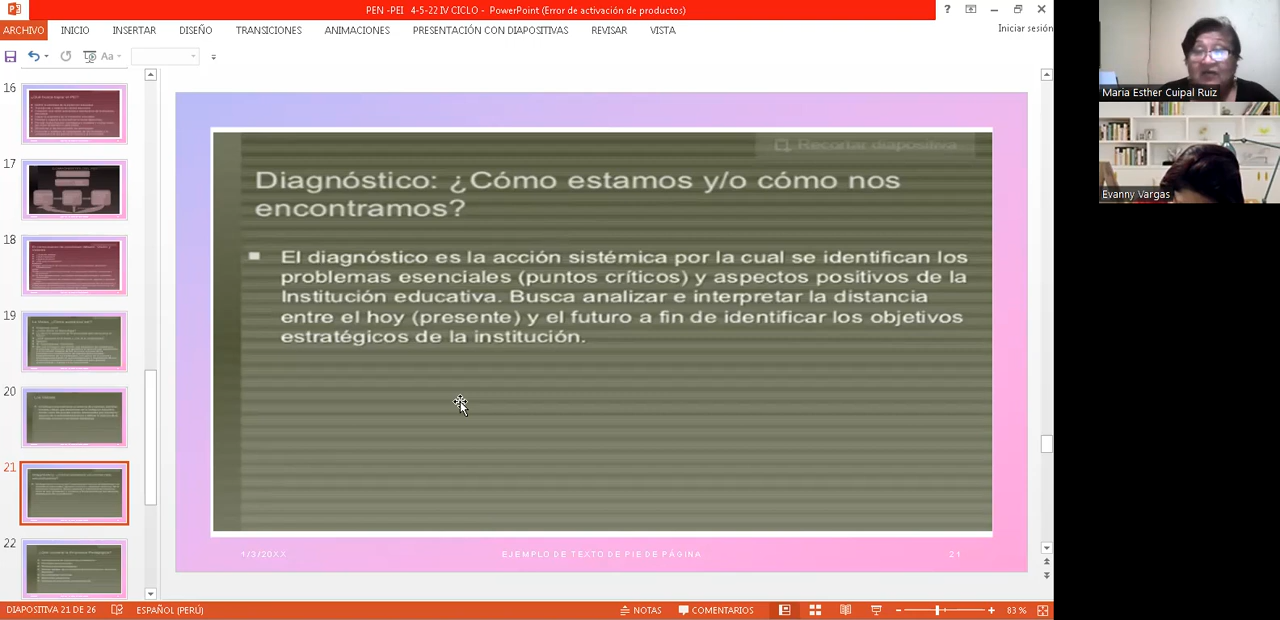 PEN -PEI 4-5-22 IV CICLO - PowerPoint (Error de activación de productos)
?
ARCHIVO INICIO INSERTAR DISEÑO TRANSICIONES ANIMACIONES PRESENTACIÓN CON DIAPOSITIVAS REVISAR VISTA
Iniciar sesión
Aa
16
17
18
19
20
21
22
Recortar diapositiva
Diagnóstico: ¿Cómo estamos y/o cómo nos
encontramos?
El diagnóstico es la acción sistémica por la cual se identifican los
problemas esenciales (puntos críticos) y aspectos positivos de la
Institución educativa. Busca analizar e interpretar la distancia
entre el hoy (presente) y el futuro a fin de identificar los objetivos
estratégicos de la institución.
1/3/20XX EJEMPLO DE TEXTO DE PIE DE PÁGINA 21
DIAPOSITIVA 21 DE 26 ESPAÑOL (PERÚ) NOTAS COMENTARIOS 83 %
Maria Esther Cuipal Ruiz
Evanny Vargas